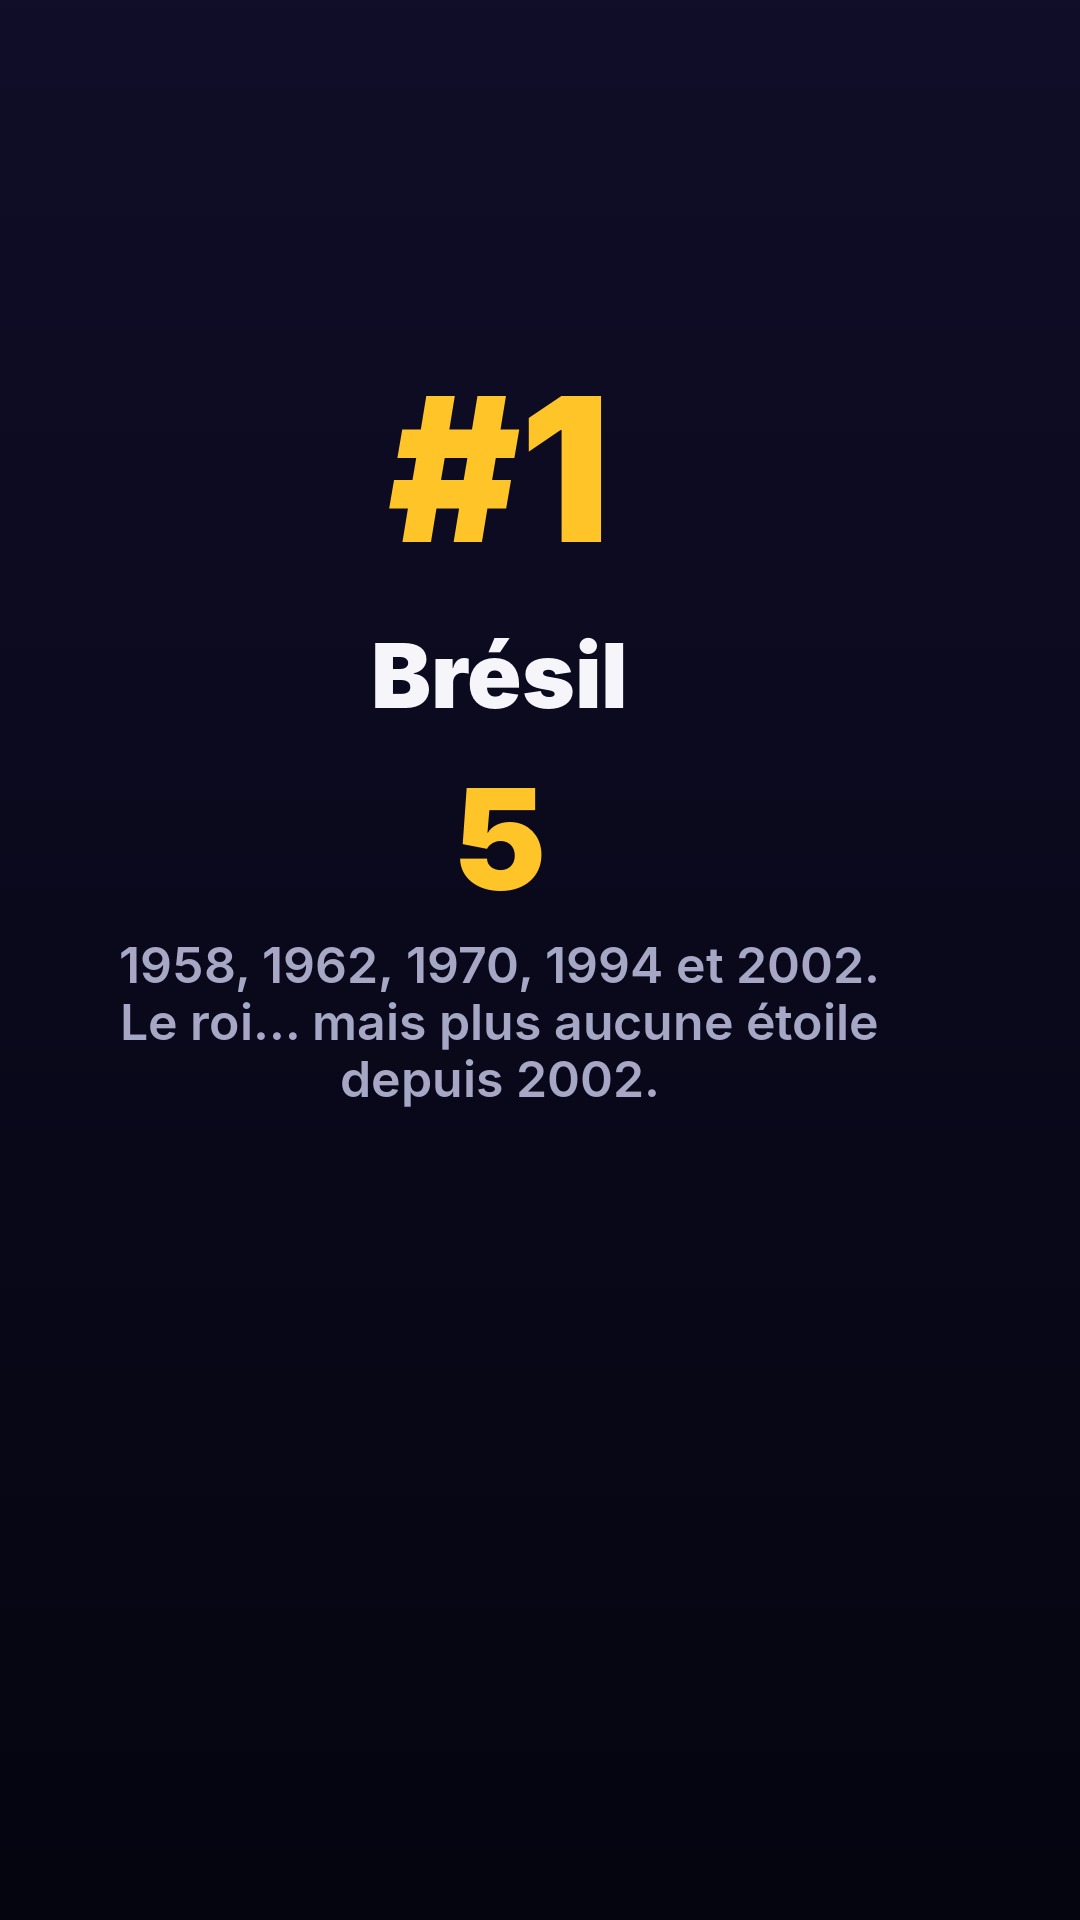 #1
Brésil
5
1958, 1962, 1970, 1994 et 2002.
Le roi… mais plus aucune étoile
depuis 2002.